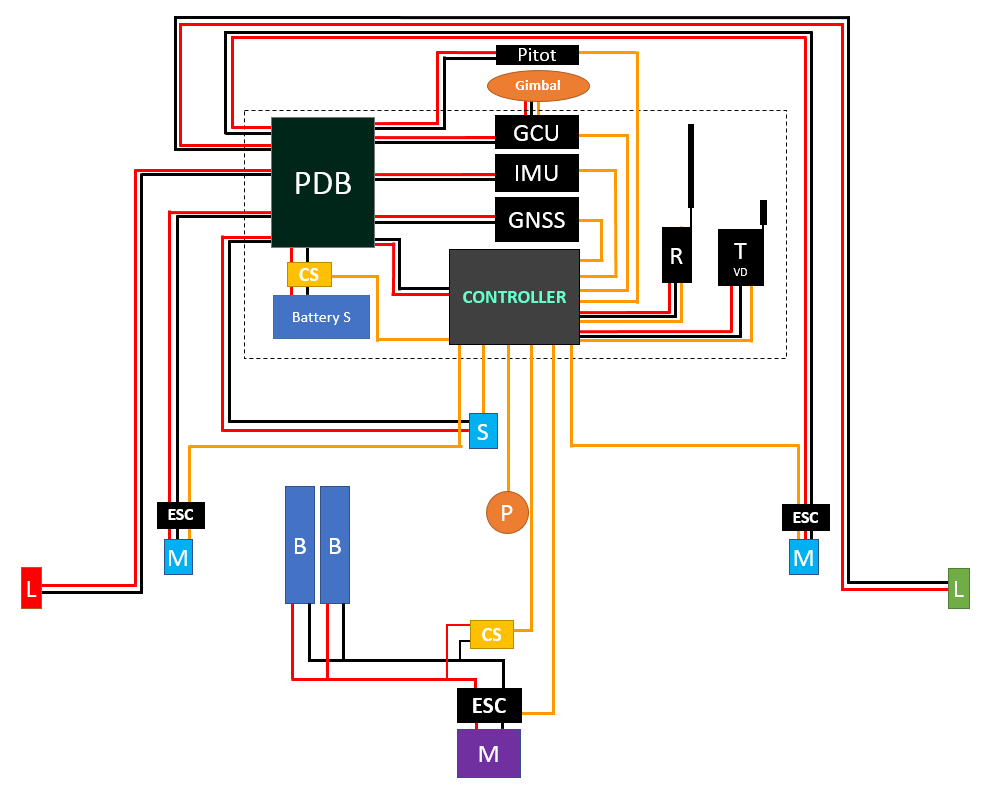 Pitot
Gimbal
GCU
PDB
IMU
GNSS
R
T
VD
CS
CONTROLLER
Battery S
S
ESC
P
ESC
B
B
M
M
L
L
CS
ESC
M